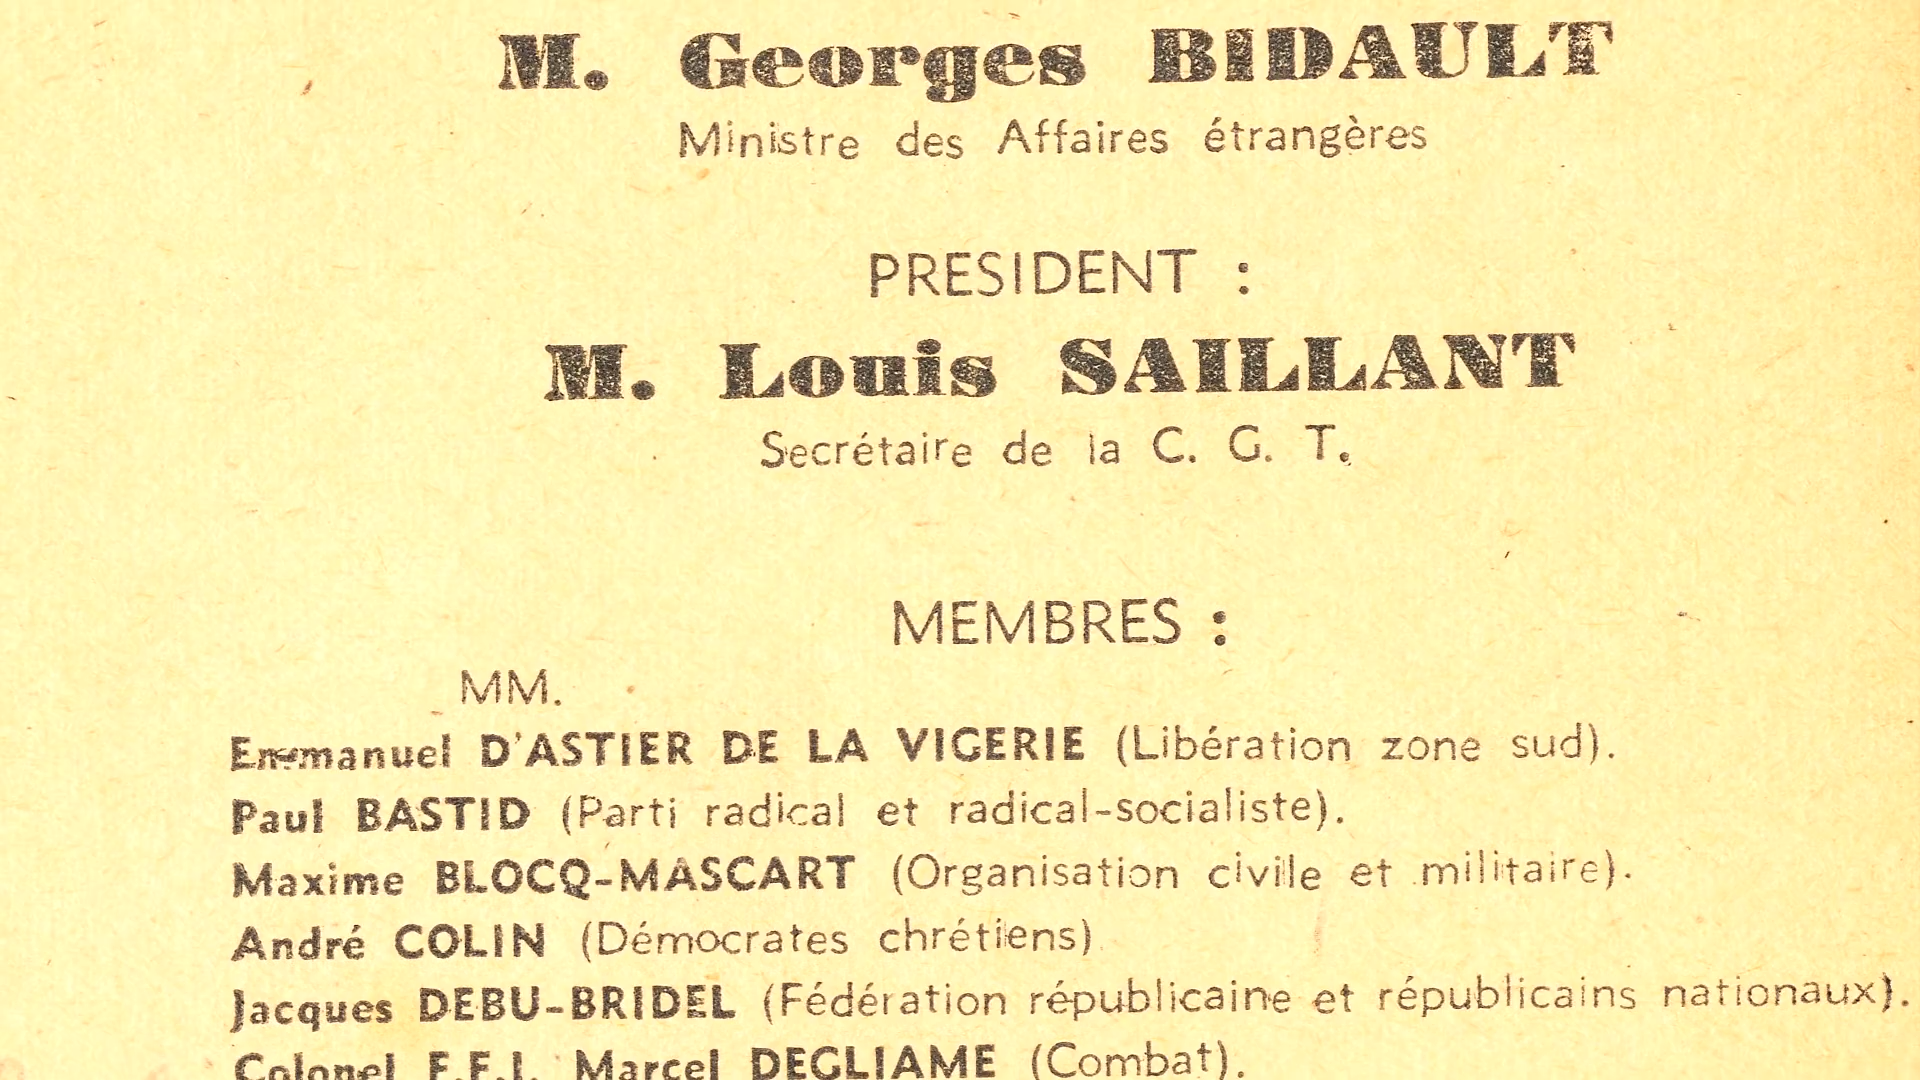 M. Georges BIDAULT
Ministre des Affaires étrangères
PRESIDENT :
M. Louis SAILLANT
Secrétaire de la C. G. T.
MEMBRES :
MM.
Emmanuel D'ASTIER DE LA VIGERIE (Libération zone sud).
Paul BASTID (Parti radical et radical-socialiste).
Maxime BLOCQ-MASCART (Organisation civile et militaire).
André COLIN (Démocrates chrétiens)
Jacques DEBU-BRIDEL (Fédération républicaine et républicains nationaux).
Colonel F.F.I. Marcel DEGLIAME (Combat).